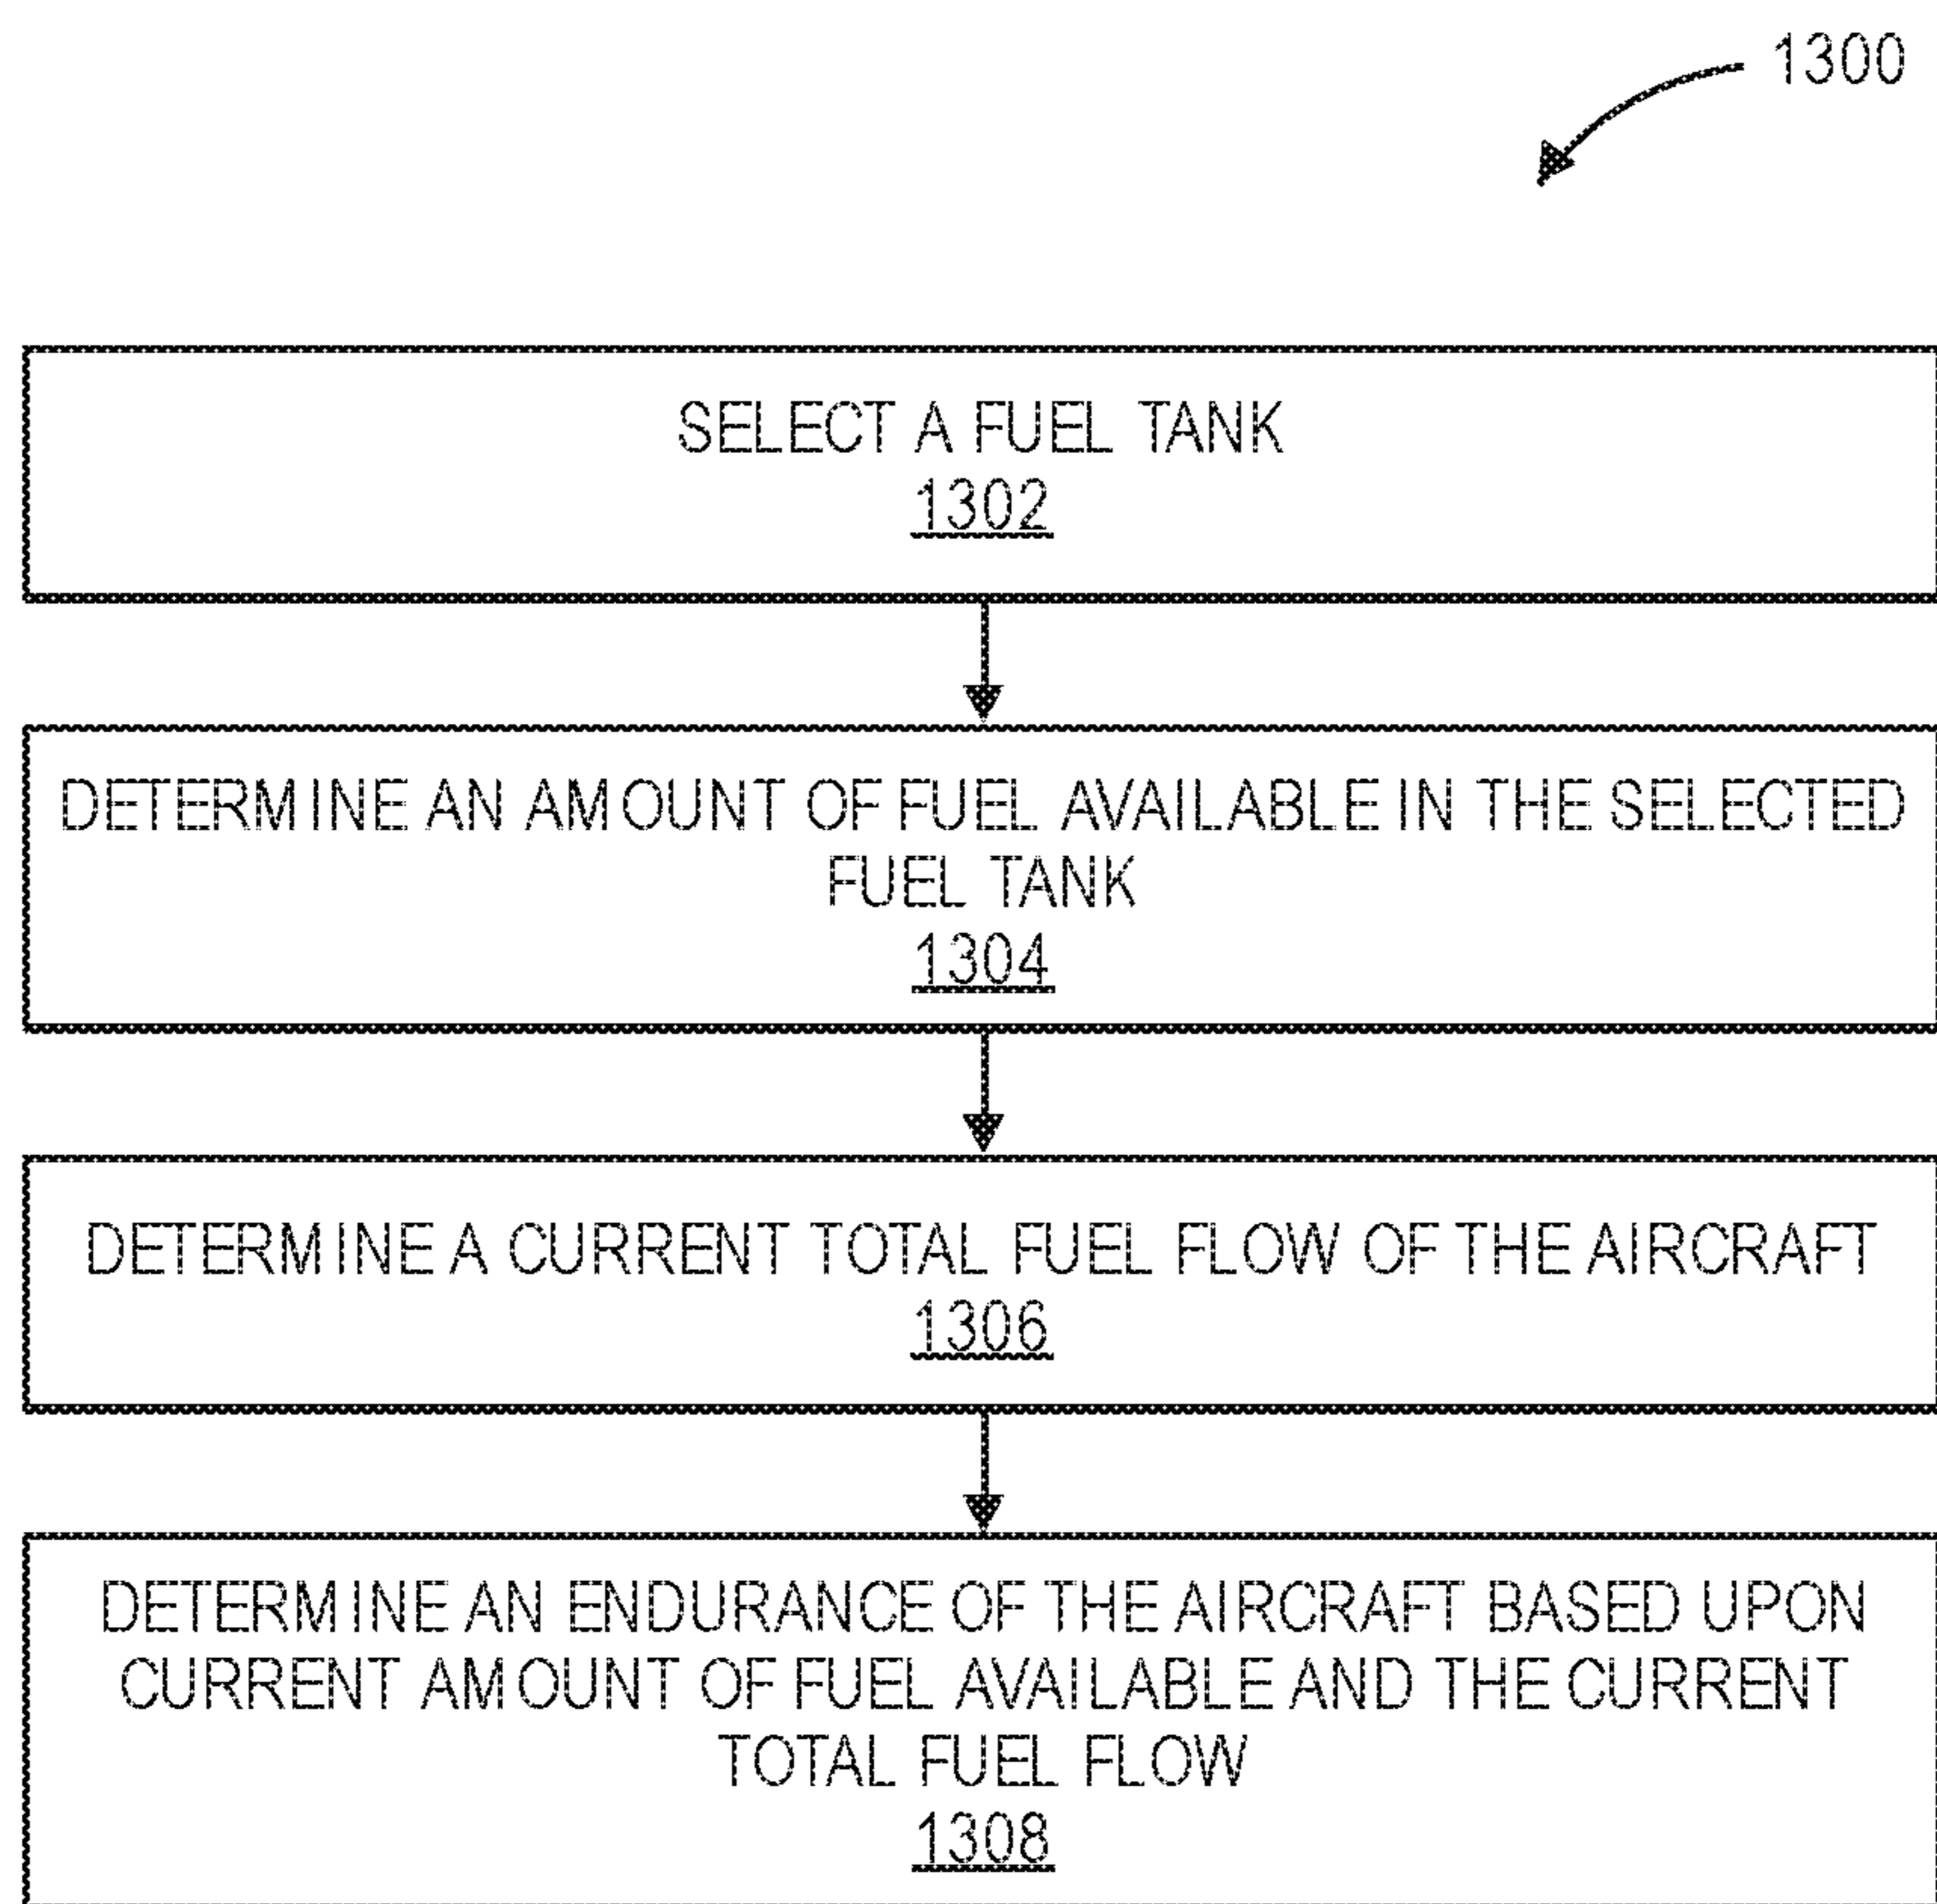 1300
SELECT A FUEL TANK
1302
DETERMINE AN AMOUNT OF FUEL AVAILABLE IN THE SELECTED
FUEL TANK
1304
DETERMINE A CURRENT TOTAL FUEL FLOW OF THE AIRCRAFT
1306
DETERMINE AN ENDURANCE OF THE AIRCRAFT BASED UPON
CURRENT AMOUNT OF FUEL AVAILABLE AND THE CURRENT
TOTAL FUEL FLOW
1308